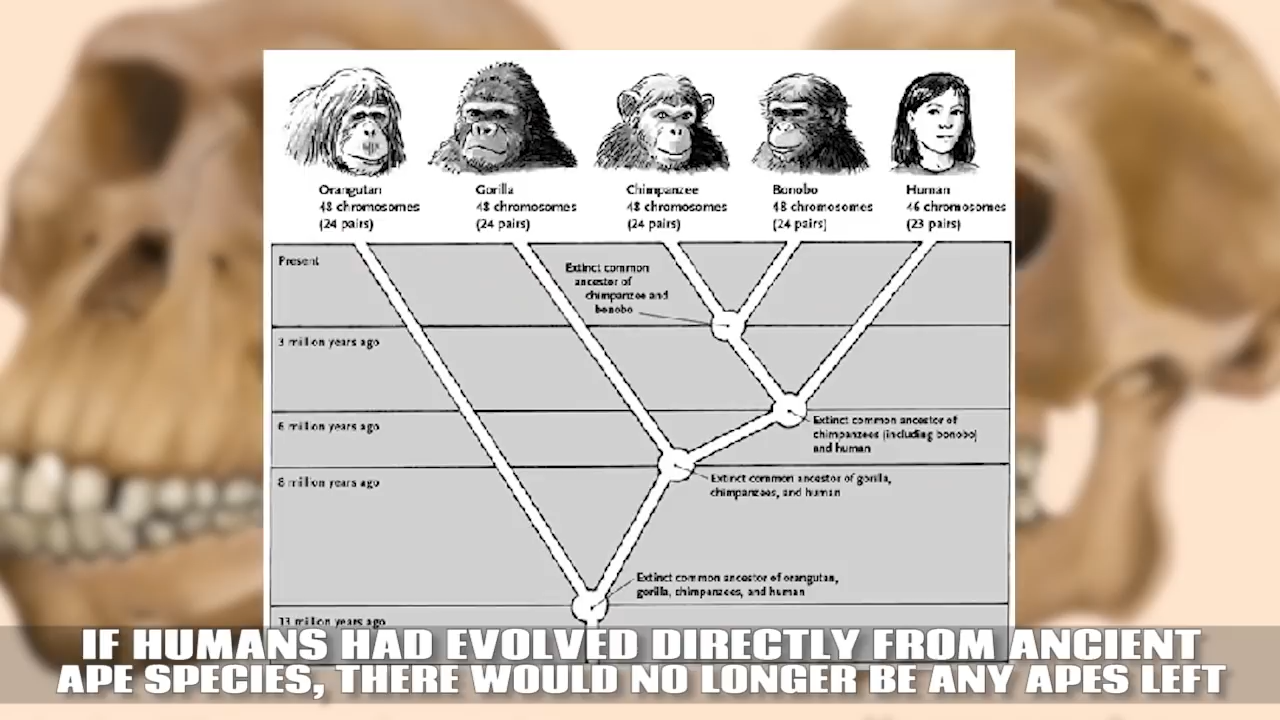 Orangutan
48 chromosomes
(24 pairs)
Gorilla
48 chromosomes
(24 pairs)
Chimpanzee
48 chromosomes
(24 pairs)
Bonobo
48 chromosomes
(24 pairs)
Human
46 chromosomes
(23 pairs)
Present
Extinct common
ancestor of
chimpanzee and
bonobo
3 million years ago
6 million years ago
Extinct common ancestor of
chimpanzees (including bonobo)
and human
8 million years ago
Extinct common ancestor of gorilla,
chimpanzees, and human
Extinct common ancestor of orangutan,
gorilla, chimpanzees, and human
13 million years ago
IF HUMANS HAD EVOLVED DIRECTLY FROM ANCIENT
APE SPECIES, THERE WOULD NO LONGER BE ANY APES LEFT